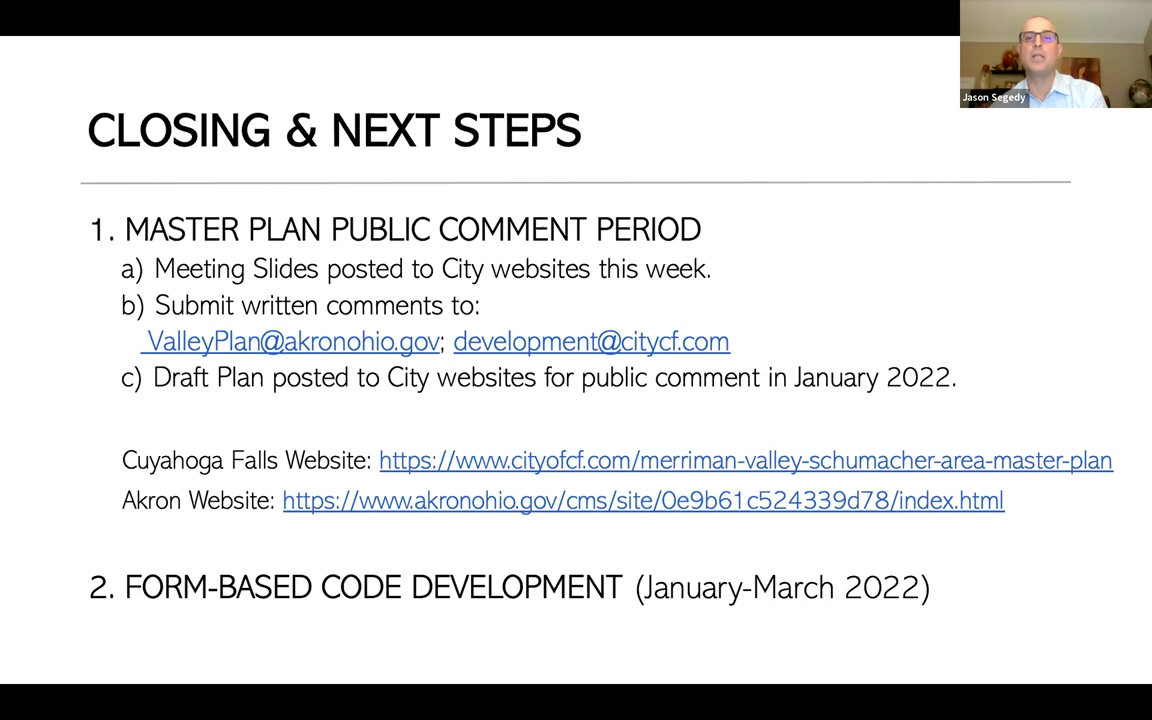 Jason Segedy
CLOSING & NEXT STEPS
1. MASTER PLAN PUBLIC COMMENT PERIOD
a) Meeting Slides posted to City websites this week.
b) Submit written comments to:
ValleyPlan@akronohio.gov; development@citycf.com
c) Draft Plan posted to City websites for public comment in January 2022.
Cuyahoga Falls Website: https://www.cityofcf.com/merriman-valley-schumacher-area-master-plan
Akron Website: https://www.akronohio.gov/cms/site/0e9b61c524339d78/index.html
2. FORM-BASED CODE DEVELOPMENT (January-March 2022)